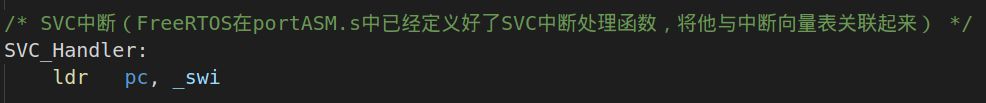 /* SVC中断（FreeRTOS在portASM.s中已经定义好了SVC中断处理函数，将他与中断向量表关联起来） */
SVC_Handler:
    ldr   pc, _swi